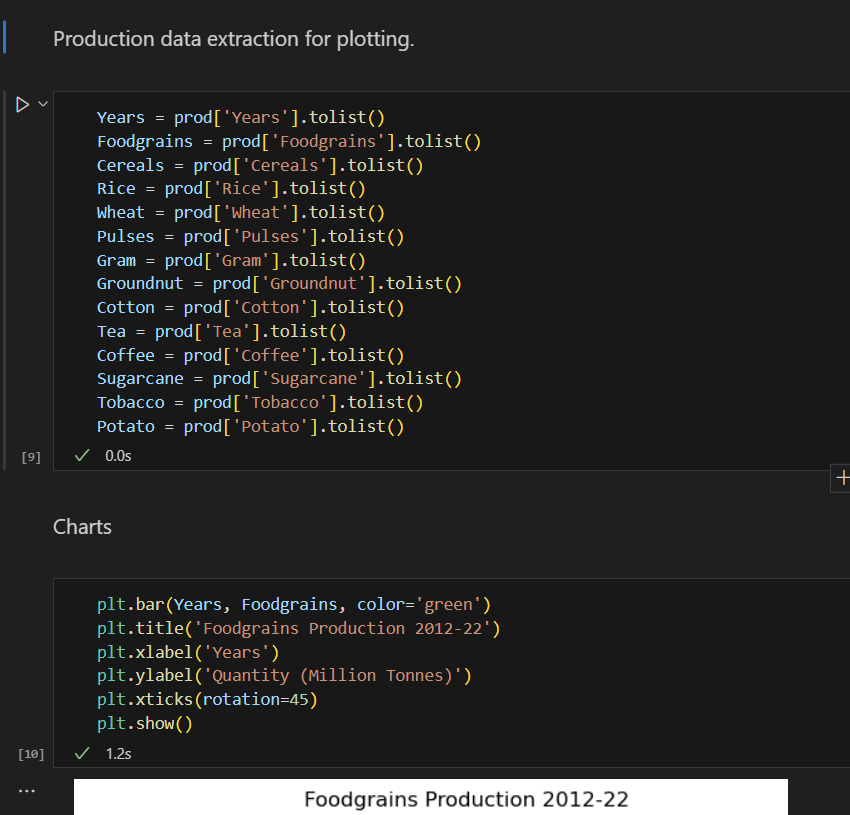 Production data extraction for plotting.
Years = prod['Years'].tolist()
Foodgrains = prod['Foodgrains'].tolist()
Cereals = prod['Cereals'].tolist()
Rice = prod['Rice'].tolist()
Wheat = prod['Wheat'].tolist()
Pulses = prod['Pulses'].tolist()
Gram = prod['Gram'].tolist()
Groundnut = prod['Groundnut'].tolist()
Cotton = prod['Cotton'].tolist()
Tea = prod['Tea'].tolist()
Coffee = prod['Coffee'].tolist()
Sugarcane = prod['Sugarcane'].tolist()
Tobacco = prod['Tobacco'].tolist()
Potato = prod['Potato'].tolist()
[9] ✓ 0.0s
Charts
plt.bar(Years, Foodgrains, color='green')
plt.title('Foodgrains Production 2012-22')
plt.xlabel('Years')
plt.ylabel('Quantity (Million Tonnes)')
plt.xticks(rotation=45)
plt.show()
[10] ✓ 1.2s
...
Foodgrains Production 2012-22